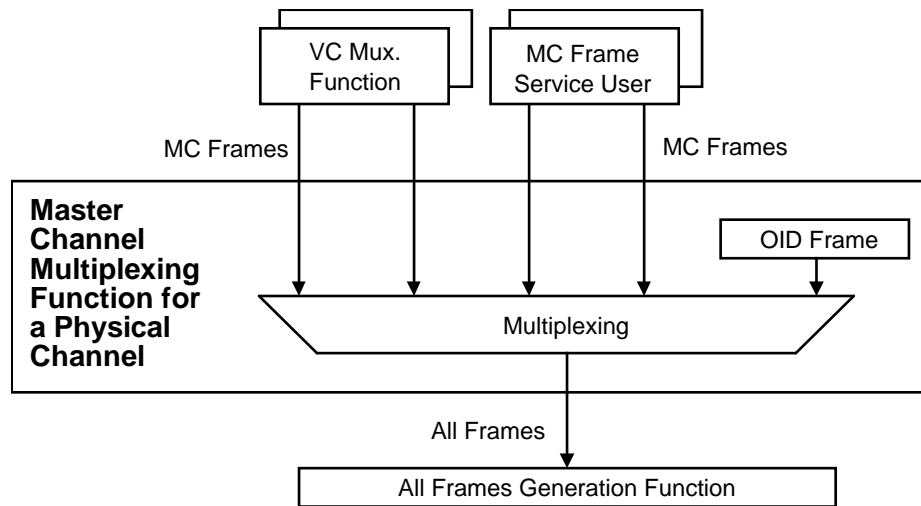 VC Mux.
Function
MC Frame
Service User
MC Frames
MC Frames
Master
Channel
Multiplexing
Function for
a Physical
Channel
OID Frame
Multiplexing
All Frames
All Frames Generation Function